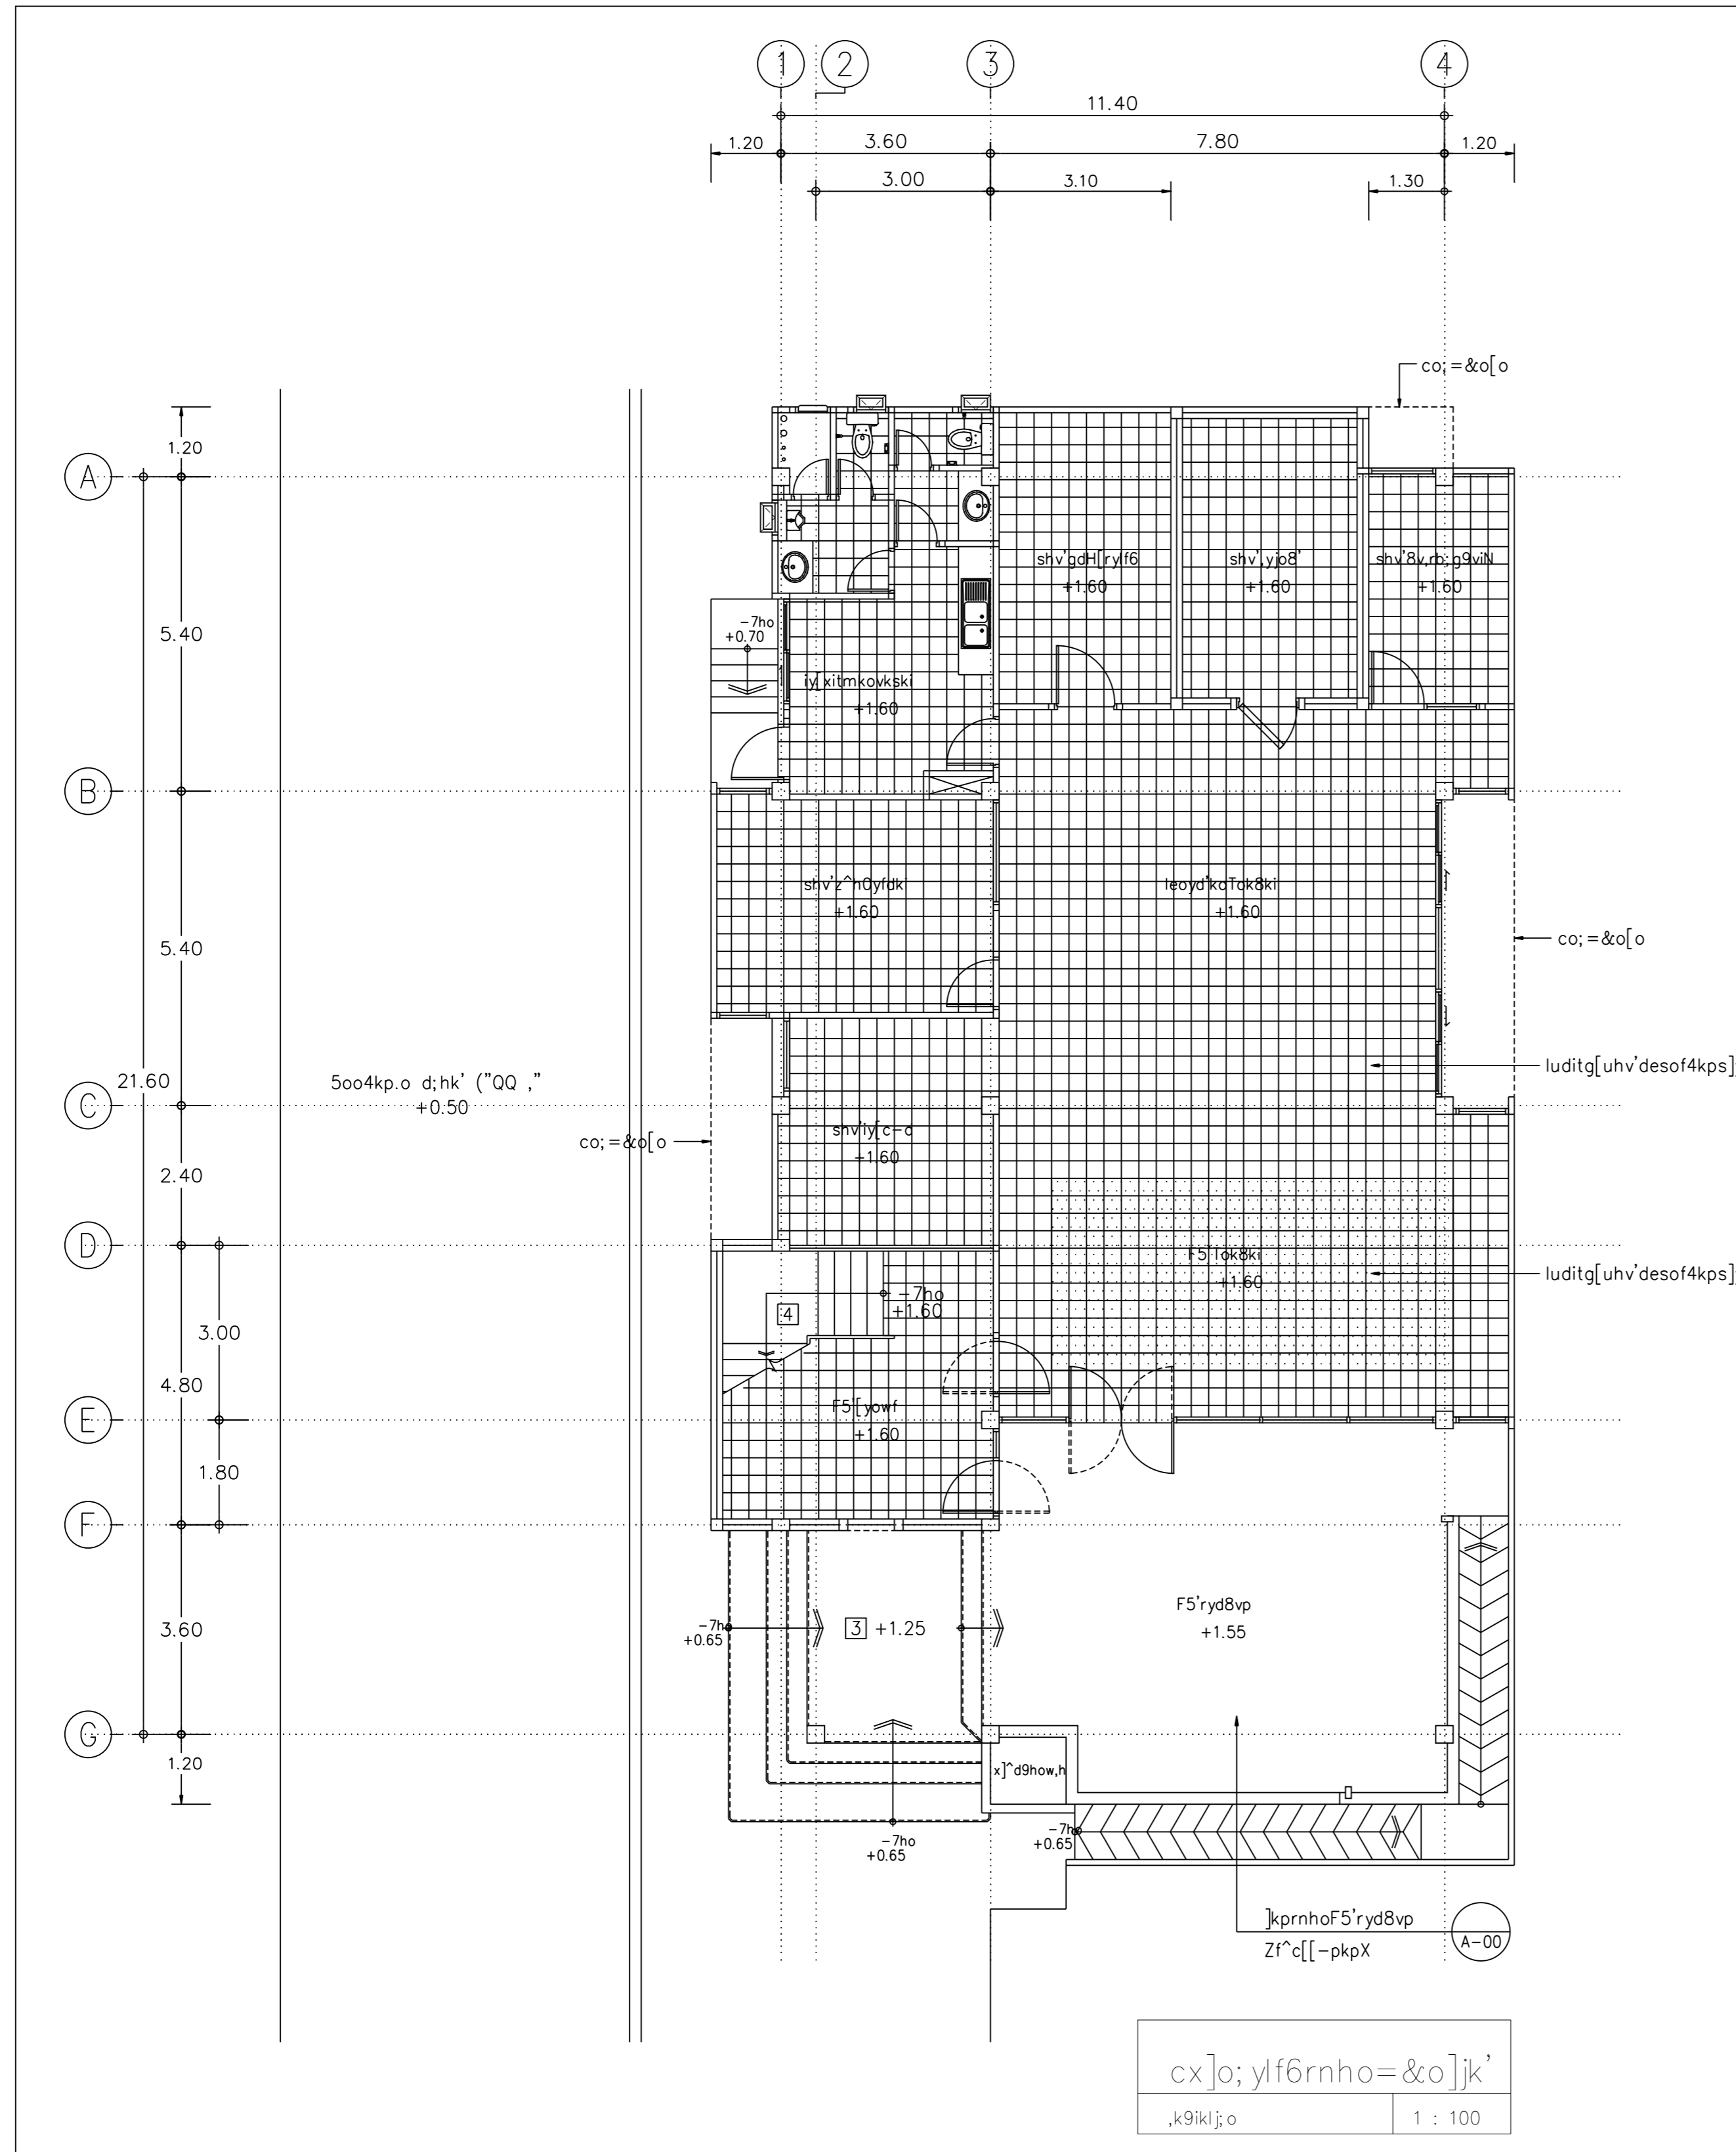 1
2
3
4
11.40
1.20
3.60
7.80
1.20
3.00
3.10
1.30
co;=&o[o
1.20
A
shv'gdH[rylf6
+1.60
shv',yjo8'
+1.60
shv'8v,rb;g9viN
+1.60
5.40
-7ho
+0.70
iy[xitmkovkski
+1.60
B
shv'z^h0yfdki
+1.60
leoyd'koTok8ki
+1.60
5.40
co;=&o[o
luditg[uhv'desof4kps]
21.60
5oo4kp.o d;hk' ("QQ ,"
+0.50
C
co;=&o[o
shv'iy[c-d
+1.60
2.40
D
F5'Tok8ki
+1.60
luditg[uhv'desof4kps]
-7ho
+1.60
4
3.00
4.80
F5'[yowf
+1.60
E
1.80
F
F5'ryd8vp
+1.55
3.60
-7h
+0.65
3 +1.25
G
1.20
x]^d9how,h
-7ho
+0.65
-7ho
+0.65
]kprnhoF5'ryd8vp
Zf^c[[-pkpX
A-00
cx]o;ylf6rnho=&o]jk'
,k9iklj;o
1 : 100